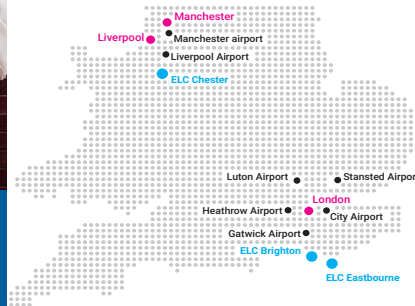 Manchester
Liverpool
Manchester airport
Liverpool Airport
ELC Chester
Luton Airport
Stansted Airport
London
Heathrow Airport
City Airport
Gatwick Airport
ELC Brighton
ELC Eastbourne